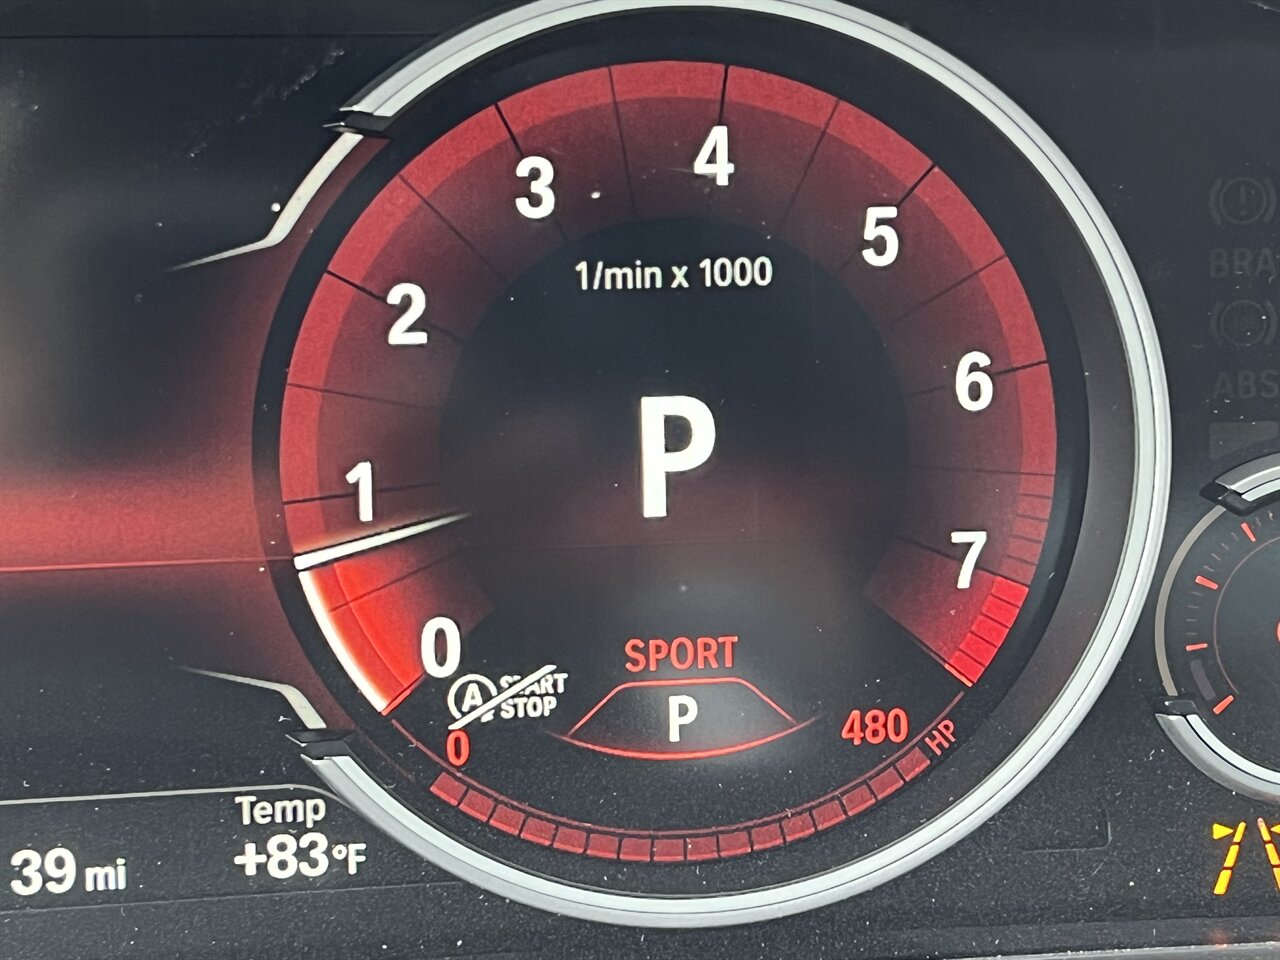 4
3
5
1/min x 1000
2
6
P
1
7
0
SPORT
A START STOP
P
0
480
HP
Temp
39 mi
+83°F
ABS